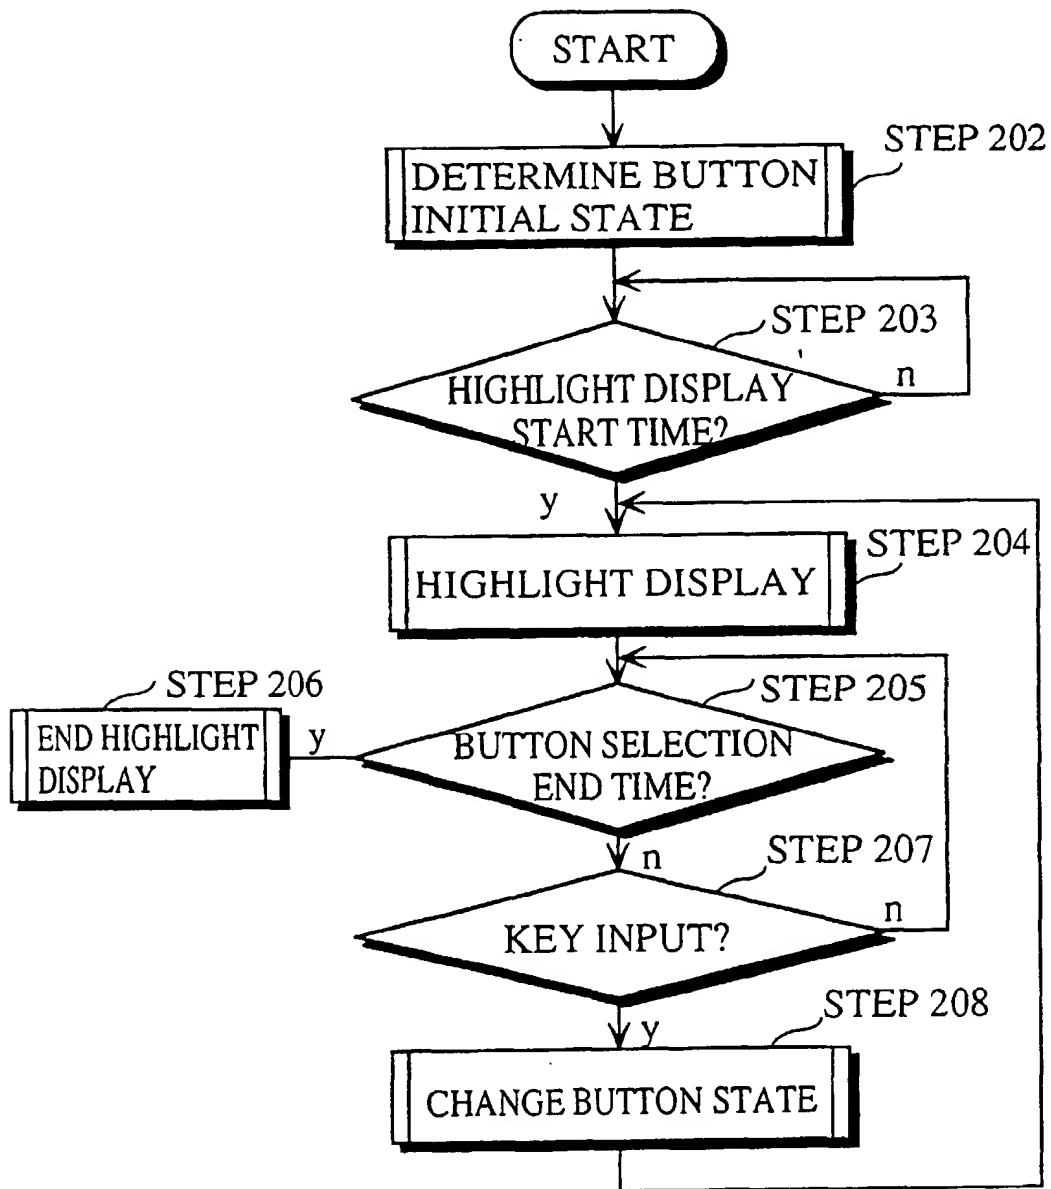 START
STEP 202
DETERMINE BUTTON
INITIAL STATE
STEP 203
HIGHLIGHT DISPLAY
START TIME?
n
y
STEP 204
HIGHLIGHT DISPLAY
STEP 205
STEP 206
END HIGHLIGHT
DISPLAY
y
BUTTON SELECTION
END TIME?
n
STEP 207
KEY INPUT?
n
y
STEP 208
CHANGE BUTTON STATE